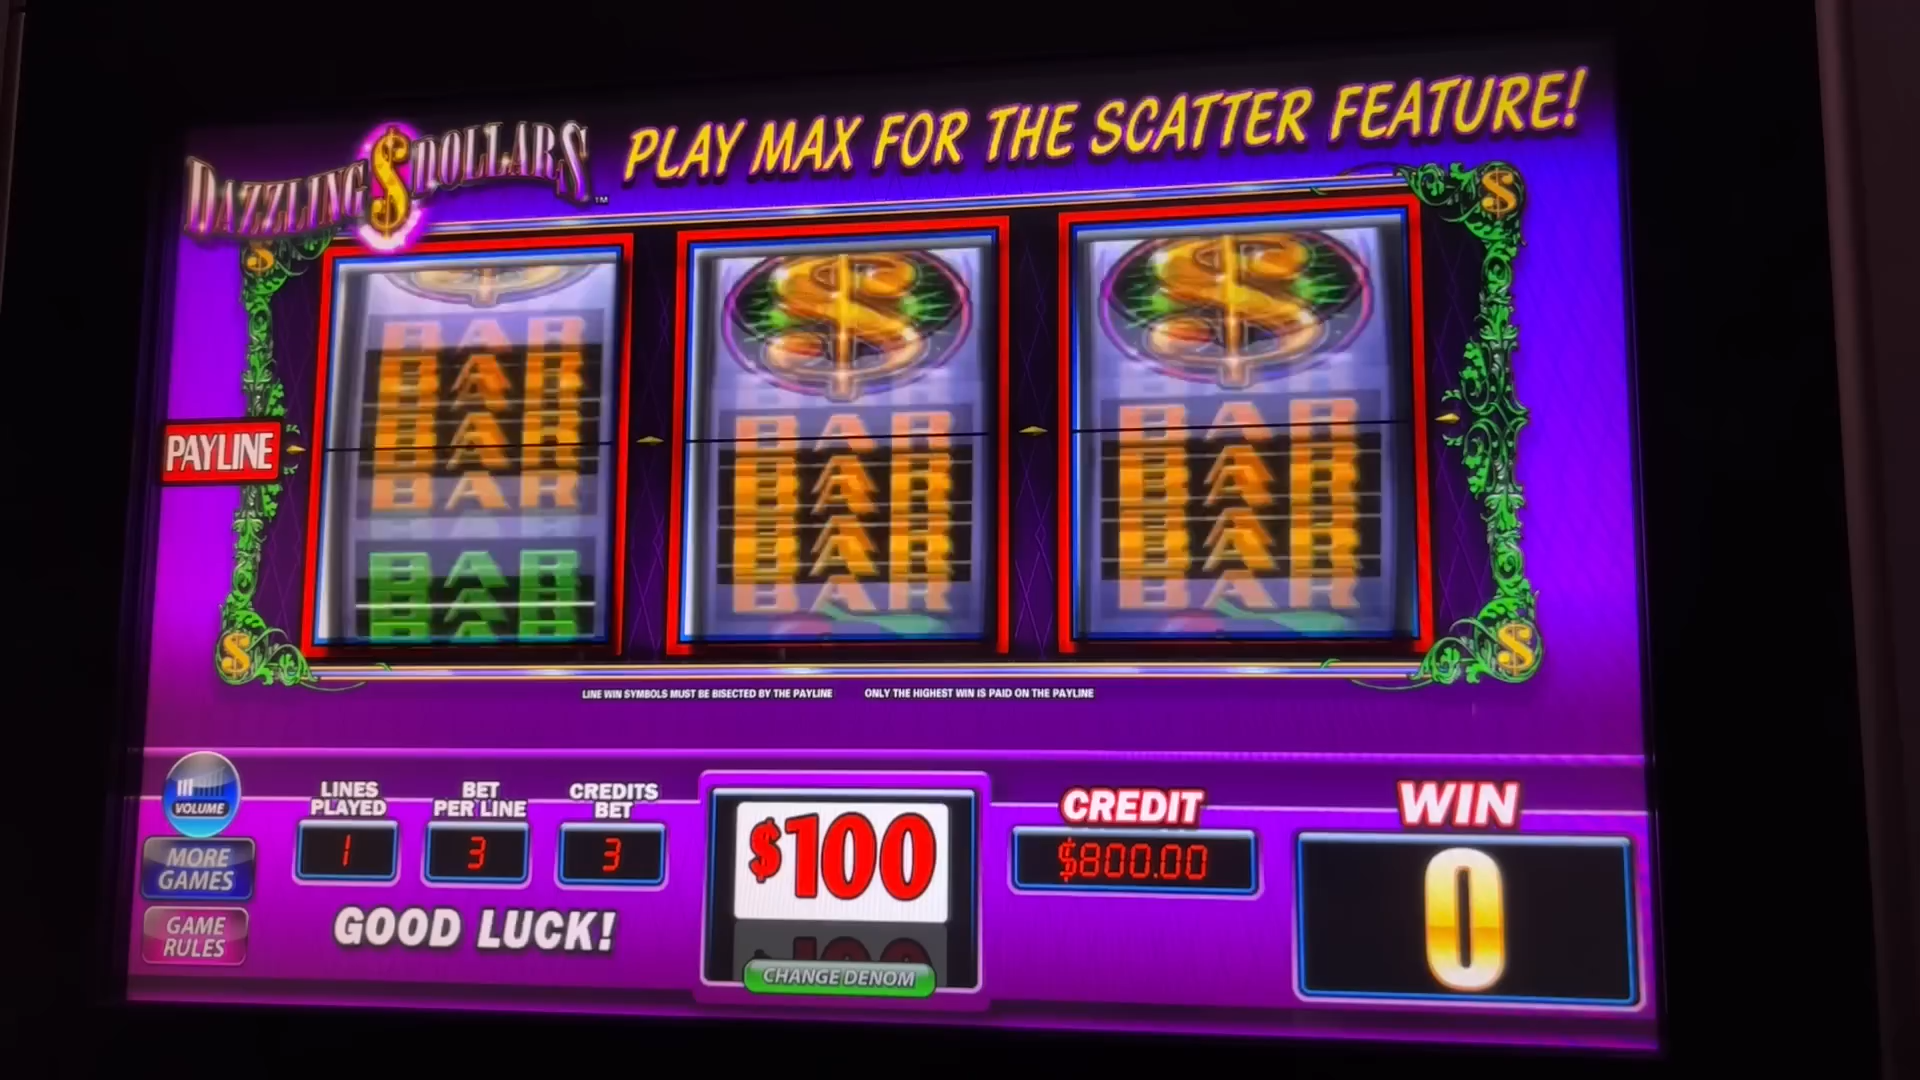 DAZZLING $ DOLLARS™
PLAY MAX FOR THE SCATTER FEATURE!
BAR
BAR
BAR
BAR
BAR
BAR
PAYLINE
LINE WIN SYMBOLS MUST BE BISECTED BY THE PAYLINE
ONLY THE HIGHEST WIN IS PAID ON THE PAYLINE
VOLUME
MORE
GAMES
GAME
RULES
LINES
PLAYED
1
BET
PER LINE
3
CREDITS
BET
3
GOOD LUCK!
$100
CHANGE DENOM
CREDIT
$800.00
WIN
0